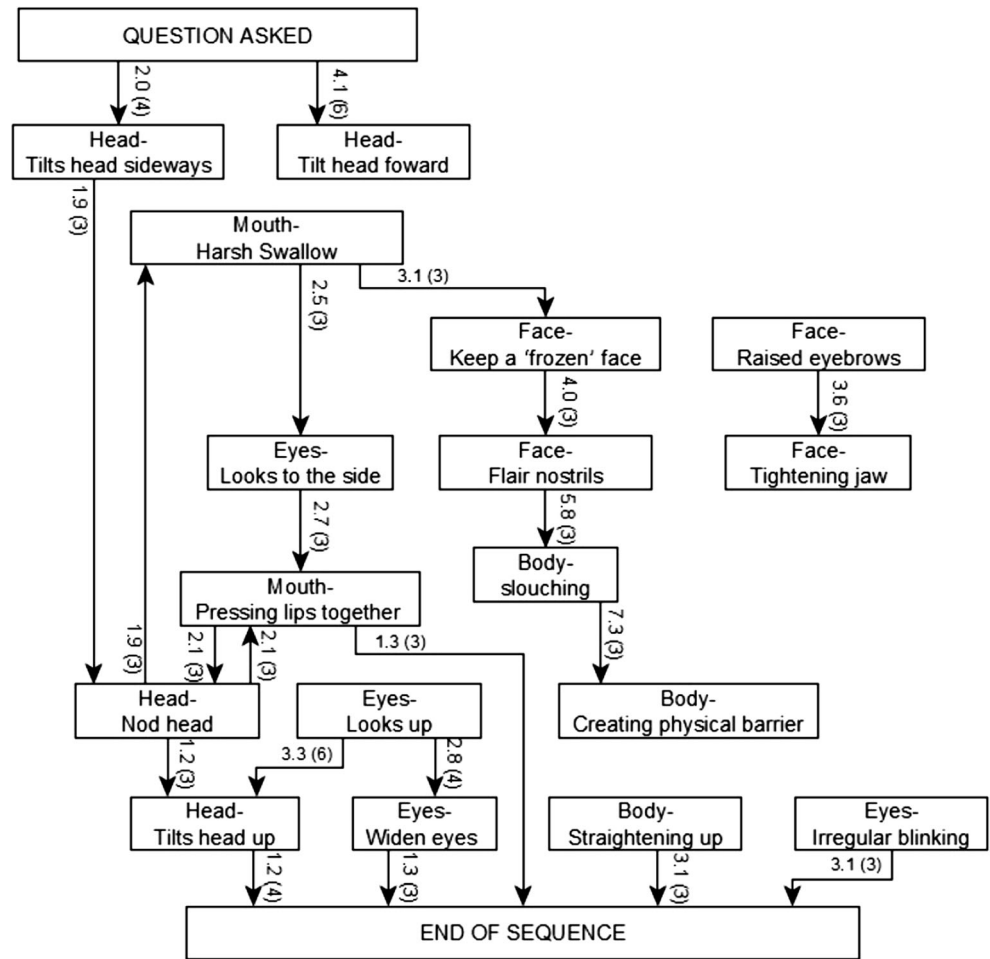 QUESTION ASKED
2.0 (4)
4.1 (6)
Head-
Tilts head sideways
Head-
Tilt head foward
1.9 (3)
Mouth-
Harsh Swallow
2.5 (3)
3.1 (3)
Face-
Keep a 'frozen' face
Face-
Raised eyebrows
4.0 (3)
3.6 (3)
Eyes-
Looks to the side
Face-
Flair nostrils
Face-
Tightening jaw
2.7 (3)
5.8 (3)
Body-
slouching
Mouth-
Pressing lips together
7.3 (3)
1.9 (3)
2.1 (3)
2.1 (3)
1.3 (3)
Head-
Nod head
Eyes-
Looks up
Body-
Creating physical barrier
1.2 (3)
3.3 (6)
2.8 (4)
Head-
Tilts head up
Eyes-
Widen eyes
Body-
Straightening up
Eyes-
Irregular blinking
1.2 (4)
1.3 (3)
3.1 (3)
3.1 (3)
END OF SEQUENCE